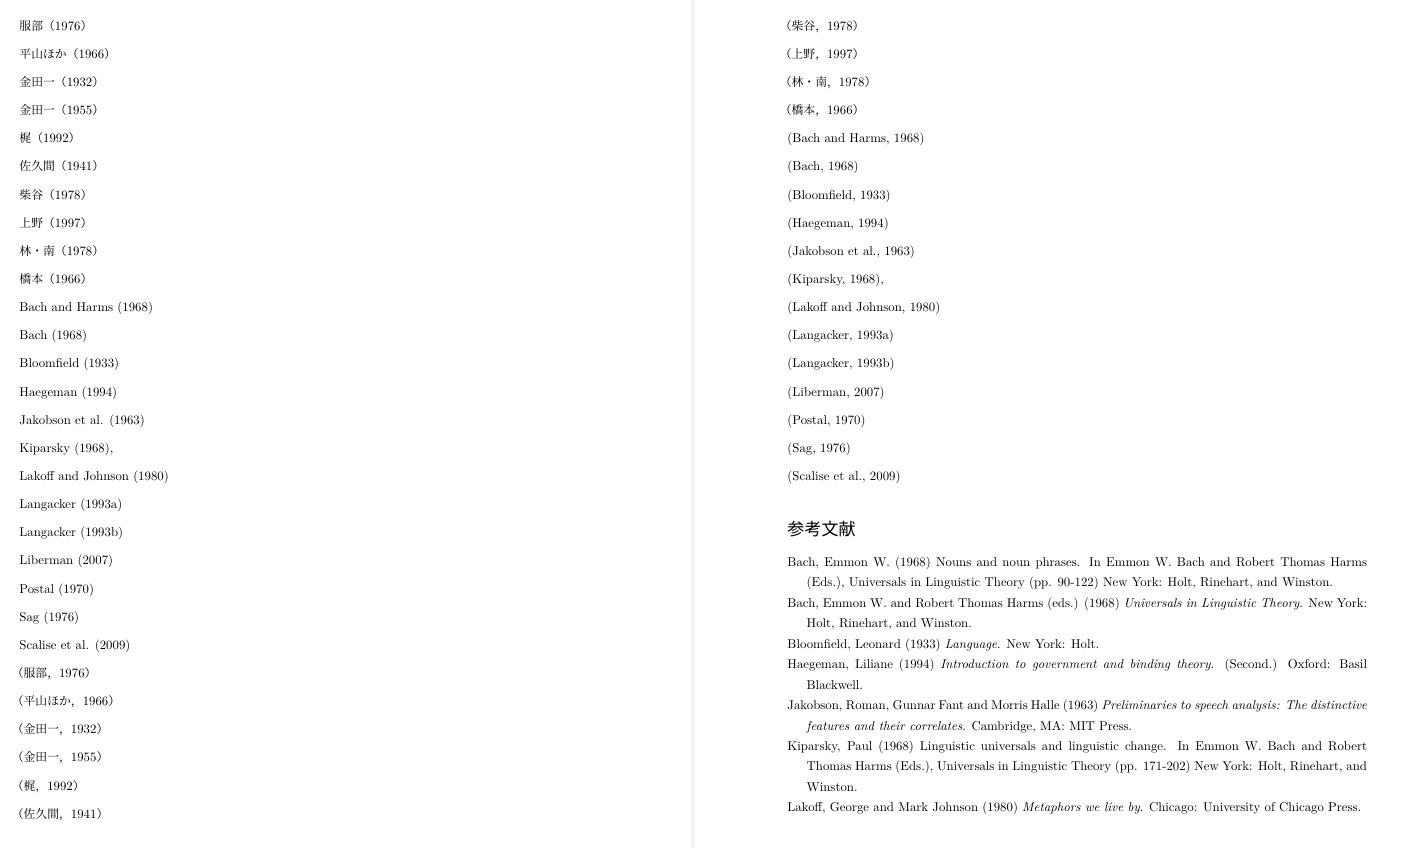 服部（1976）
平山ほか（1966）
金田一（1932）
金田一（1955）
梶（1992）
佐久間（1941）
柴谷（1978）
上野（1997）
林・南（1978）
橋本（1966）
Bach and Harms (1968)
Bach (1968)
Bloomfield (1933)
Haegeman (1994)
Jakobson et al. (1963)
Kiparsky (1968),
Lakoff and Johnson (1980)
Langacker (1993a)
Langacker (1993b)
Liberman (2007)
Postal (1970)
Sag (1976)
Scalise et al. (2009)
（服部，1976）
（平山ほか，1966）
（金田一，1932）
（金田一，1955）
（梶，1992）
（佐久間，1941）
（柴谷，1978）
（上野，1997）
（林・南，1978）
（橋本，1966）
(Bach and Harms, 1968)
(Bach, 1968)
(Bloomfield, 1933)
(Haegeman, 1994)
(Jakobson et al., 1963)
(Kiparsky, 1968),
(Lakoff and Johnson, 1980)
(Langacker, 1993a)
(Langacker, 1993b)
(Liberman, 2007)
(Postal, 1970)
(Sag, 1976)
(Scalise et al., 2009)
参考文献
Bach, Emmon W. (1968) Nouns and noun phrases. In Emmon W. Bach and Robert Thomas Harms
(Eds.), Universals in Linguistic Theory (pp. 90-122) New York: Holt, Rinehart, and Winston.
Bach, Emmon W. and Robert Thomas Harms (eds.) (1968) Universals in Linguistic Theory. New York:
Holt, Rinehart, and Winston.
Bloomfield, Leonard (1933) Language. New York: Holt.
Haegeman, Liliane (1994) Introduction to government and binding theory. (Second.) Oxford: Basil
Blackwell.
Jakobson, Roman, Gunnar Fant and Morris Halle (1963) Preliminaries to speech analysis: The distinctive
features and their correlates. Cambridge, MA: MIT Press.
Kiparsky, Paul (1968) Linguistic universals and linguistic change. In Emmon W. Bach and Robert
Thomas Harms (Eds.), Universals in Linguistic Theory (pp. 171-202) New York: Holt, Rinehart, and
Winston.
Lakoff, George and Mark Johnson (1980) Metaphors we live by. Chicago: University of Chicago Press.